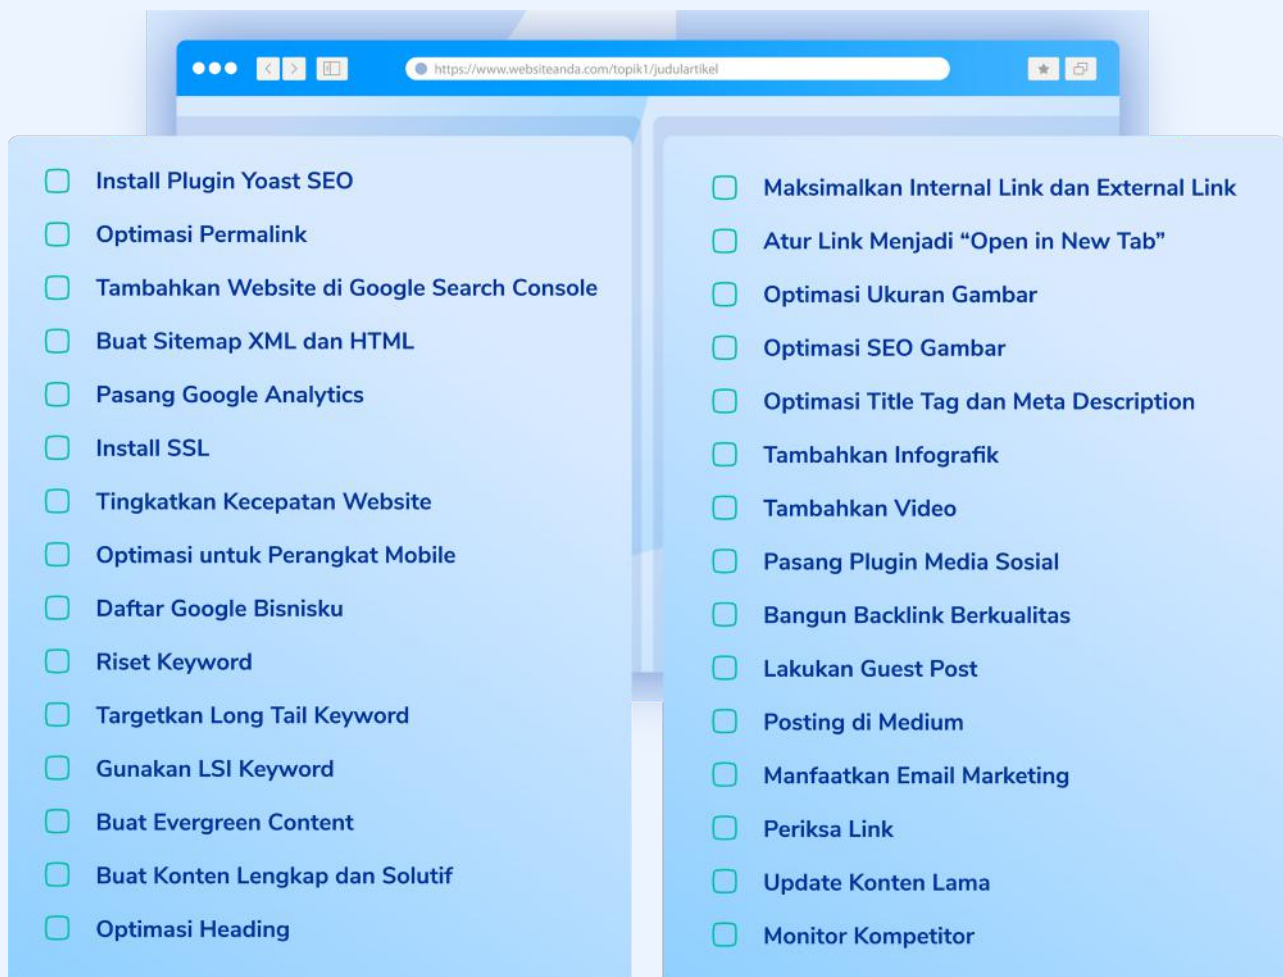 https://www.websiteanda.com/topik1/judulartikel
Install Plugin Yoast SEO
Optimasi Permalink
Tambahkan Website di Google Search Console
Buat Sitemap XML dan HTML
Pasang Google Analytics
Install SSL
Tingkatkan Kecepatan Website
Optimasi untuk Perangkat Mobile
Daftar Google Bisnisku
Riset Keyword
Targetkan Long Tail Keyword
Gunakan LSI Keyword
Buat Evergreen Content
Buat Konten Lengkap dan Solutif
Optimasi Heading
Maksimalkan Internal Link dan External Link
Atur Link Menjadi “Open in New Tab”
Optimasi Ukuran Gambar
Optimasi SEO Gambar
Optimasi Title Tag dan Meta Description
Tambahkan Infografik
Tambahkan Video
Pasang Plugin Media Sosial
Bangun Backlink Berkualitas
Lakukan Guest Post
Posting di Medium
Manfaatkan Email Marketing
Periksa Link
Update Konten Lama
Monitor Kompetitor